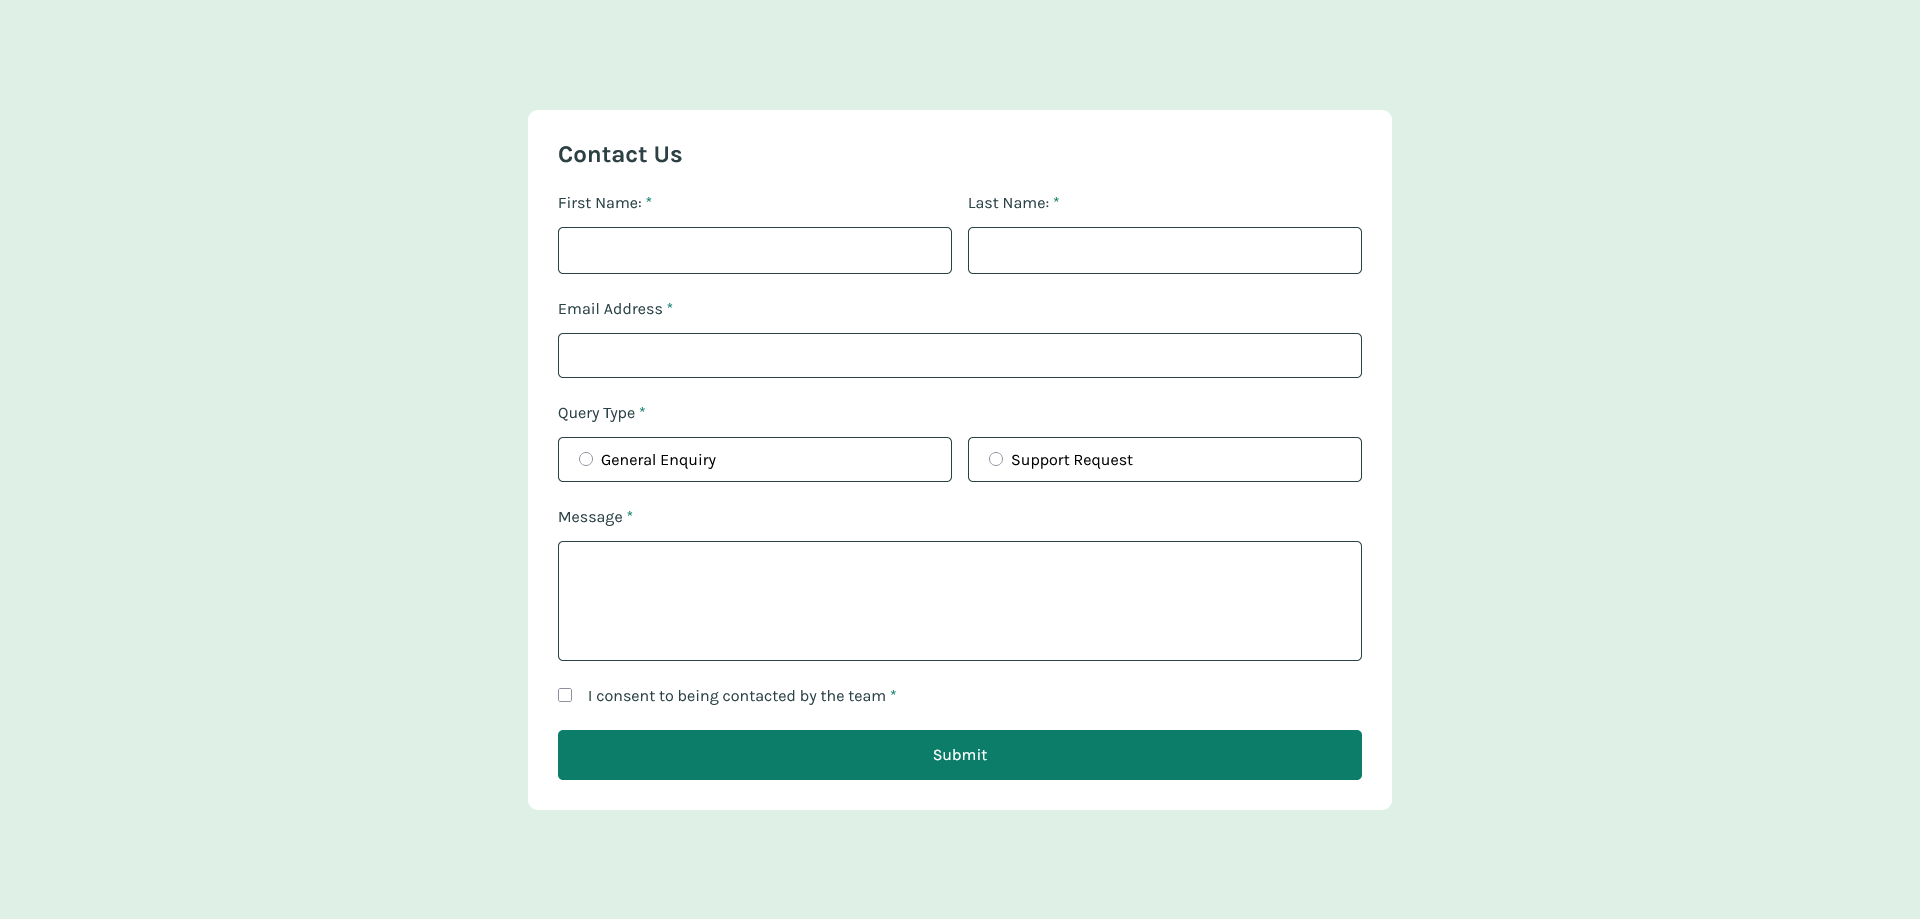 Contact Us
First Name: *
Last Name: *
Email Address *
Query Type *
General Enquiry
Support Request
Message *
I consent to being contacted by the team *
Submit